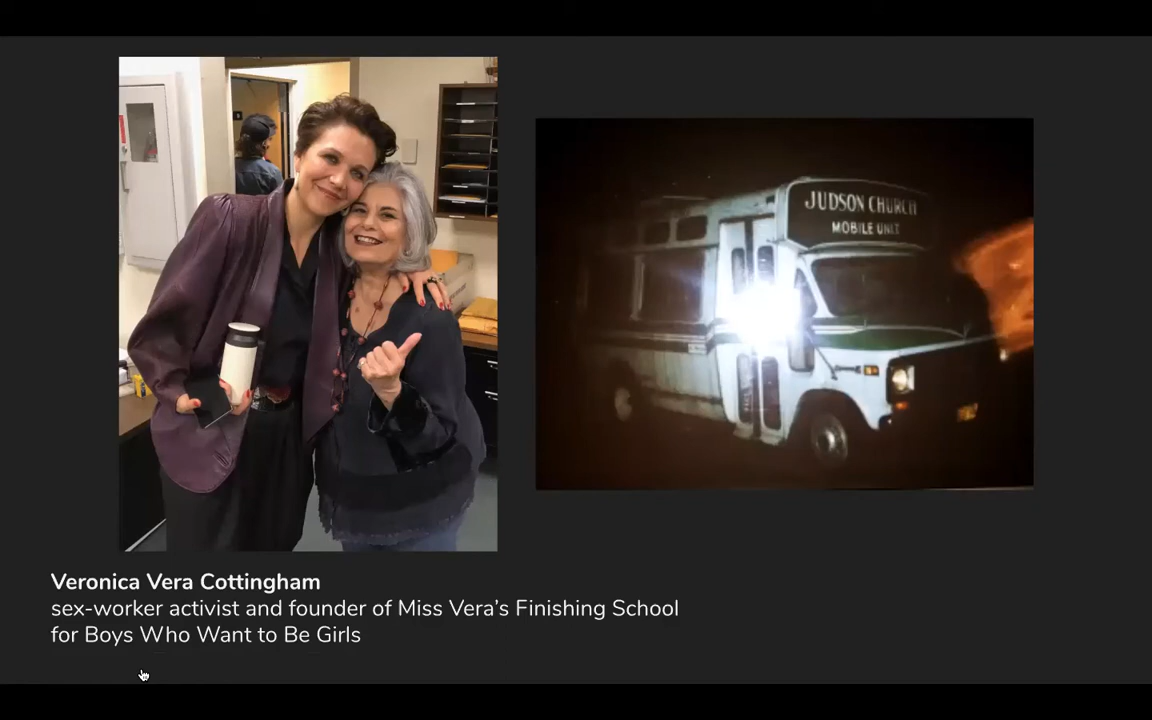 JUDSON CHURCH
MOBILE UNIT
Veronica Vera Cottingham
sex-worker activist and founder of Miss Vera’s Finishing School
for Boys Who Want to Be Girls